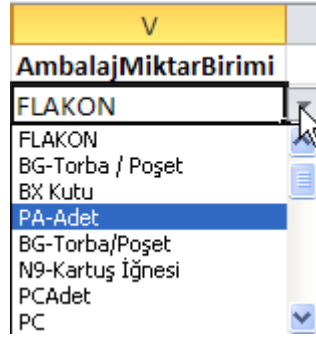 V
AmbalajMiktarBirimi
FLAKON
FLAKON
BG-Torba / Poşet
BX Kutu
PA-Adet
BG-Torba/Poşet
N9-Kartuş İğnesi
PCAdet
PC